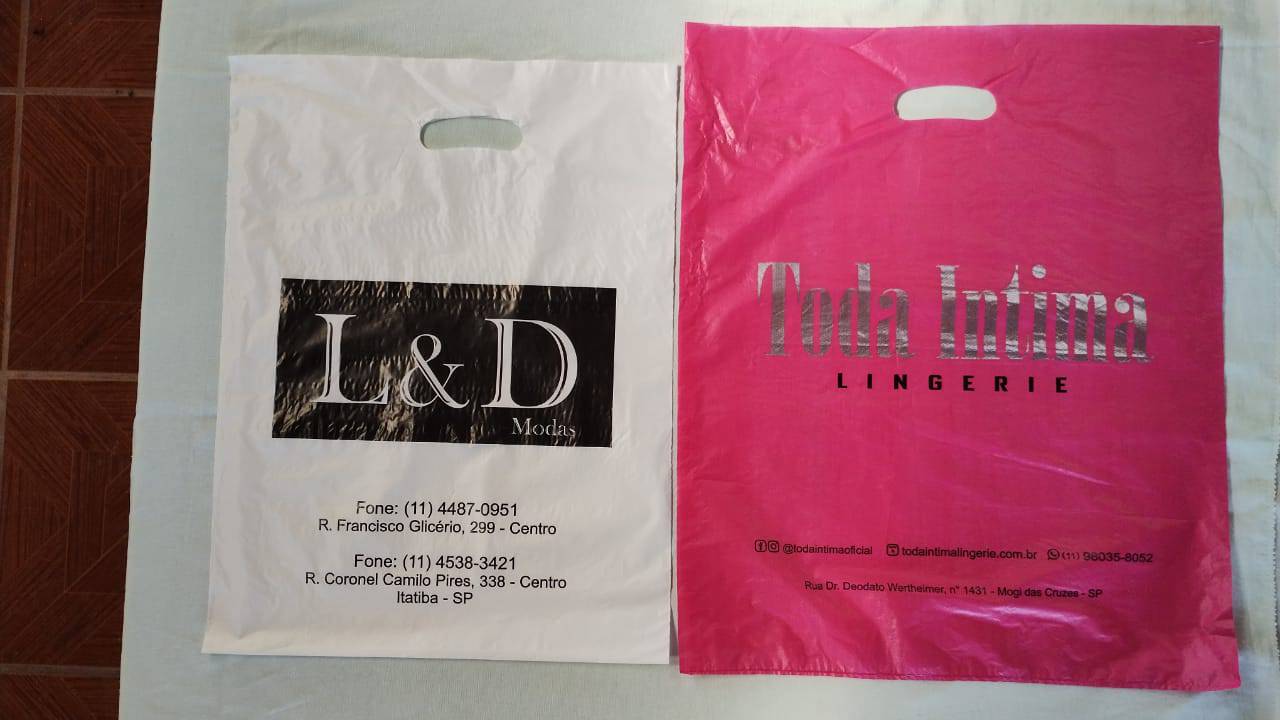 L & D
Modas
Fone: (11) 4487-0951
R. Francisco Glicério, 299 - Centro
Fone: (11) 4538-3421
R. Coronel Camilo Pires, 338 - Centro
Itatiba - SP
Toda Intima
LINGERIE
@todaintimaoficial todaintimalingerie.com.br (11) 98035-8052
Rua Dr. Deodato Wertheimer, n° 1431 - Mogi das Cruzes - SP